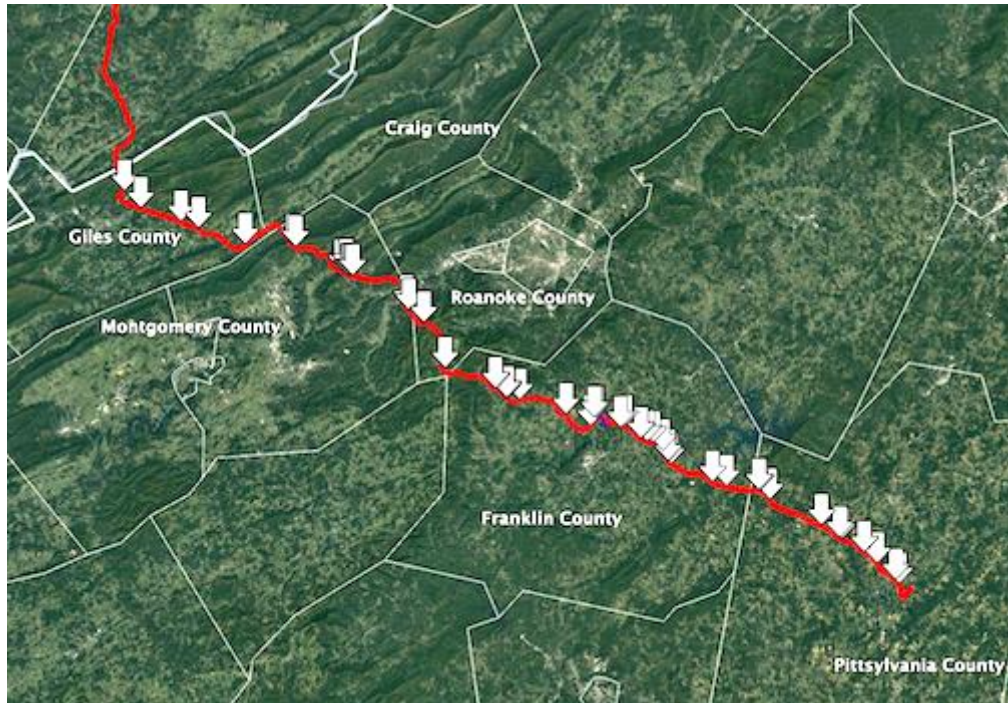 Craig County
Giles County
Roanoke County
Mohtgomery County
Franklin County
Pittsylvania County